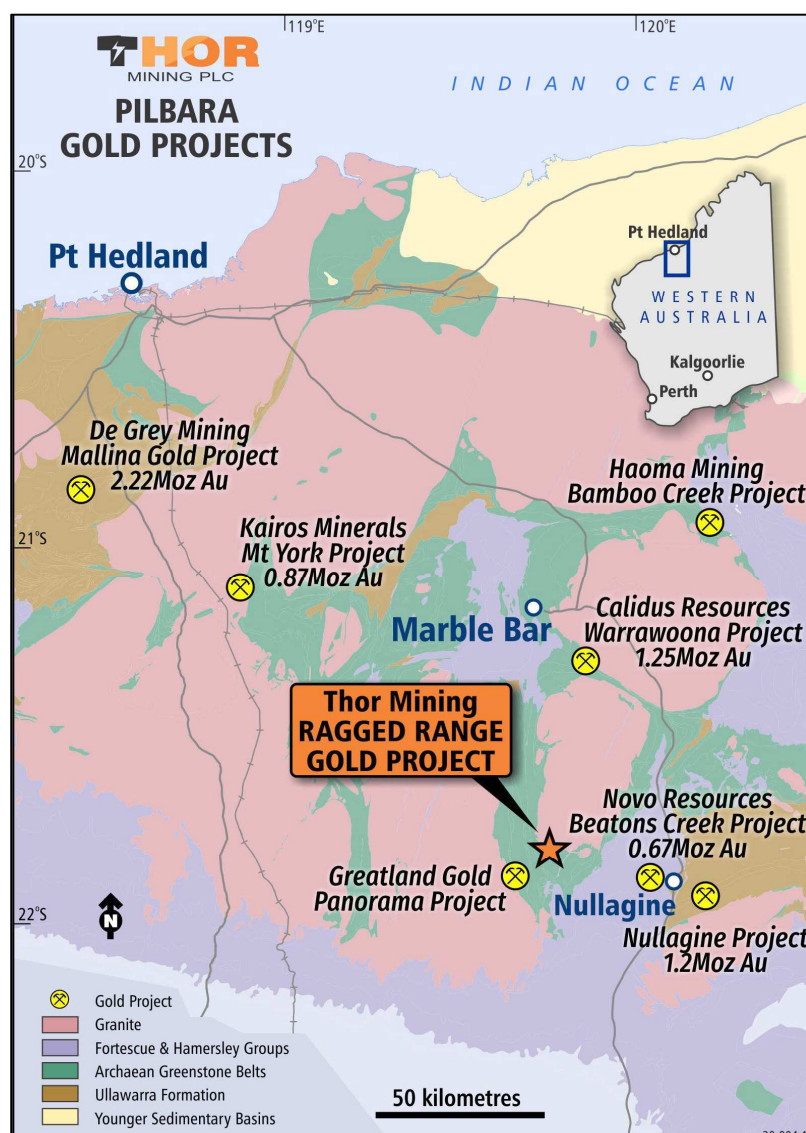 119°E
120°E
THOR
MINING PLC
PILBARA
GOLD PROJECTS
INDIAN OCEAN
20°S
Pt Hedland
Pt Hedland
WESTERN
AUSTRALIA
Kalgoorlie
Perth
De Grey Mining
Mallina Gold Project
2.22Moz Au
Haoma Mining
Bamboo Creek Project
21°S
Kairos Minerals
Mt York Project
0.87Moz Au
Marble Bar
Calidus Resources
Warrawoona Project
1.25Moz Au
Thor Mining
RAGGED RANGE
GOLD PROJECT
Novo Resources
Beatons Creek Project
0.67Moz Au
Greatland Gold
Panorama Project
Nullagine
22°S
N
Nullagine Project
1.2Moz Au
Gold Project
Granite
Fortescue & Hamersley Groups
Archaean Greenstone Belts
Ullawarra Formation
Younger Sedimentary Basins
50 kilometres